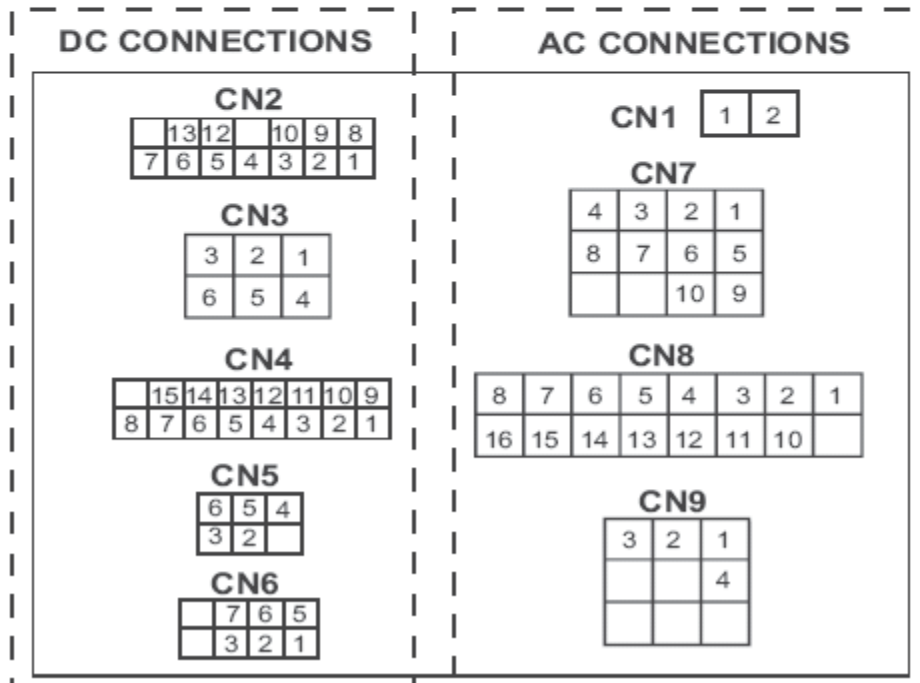 DC CONNECTIONS
CN2
13 12 10 9 8
7 6 5 4 3 2 1
CN3
3 2 1
6 5 4
CN4
15 14 13 12 11 10 9
8 7 6 5 4 3 2 1
CN5
6 5 4
3 2
CN6
7 6 5
3 2 1
AC CONNECTIONS
CN1 1 2
CN7
4 3 2 1
8 7 6 5
10 9
CN8
8 7 6 5 4 3 2 1
16 15 14 13 12 11 10
CN9
3 2 1
4